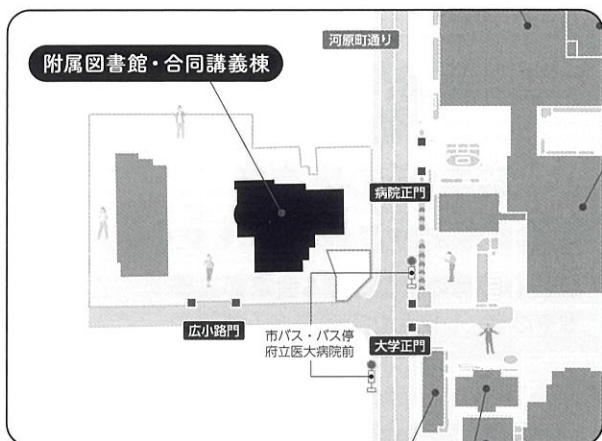 河原町通り
附属図書館・合同講義棟
病院正門
広小路門
市バス・バス停
府立医大病院前
大学正門